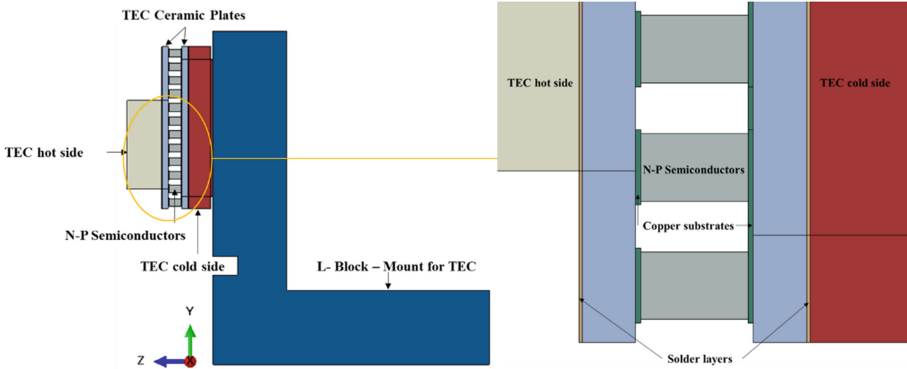 TEC Ceramic Plates
TEC hot side
N-P Semiconductors
TEC cold side
L- Block – Mount for TEC
Y
Z
X
TEC hot side
TEC cold side
N-P Semiconductors
Copper substrates
Solder layers